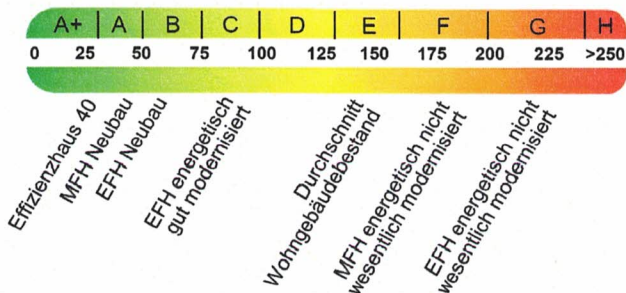 A+ A B C D E F G H
0 25 50 75 100 125 150 175 200 225 >250
Effizienzhaus 40
MFH Neubau
EFH Neubau
EFH energetisch
gut modernisiert
Durchschnitt
Wohngebäudebestand
MFH energetisch nicht
wesentlich modernisiert
EFH energetisch nicht
wesentlich modernisiert